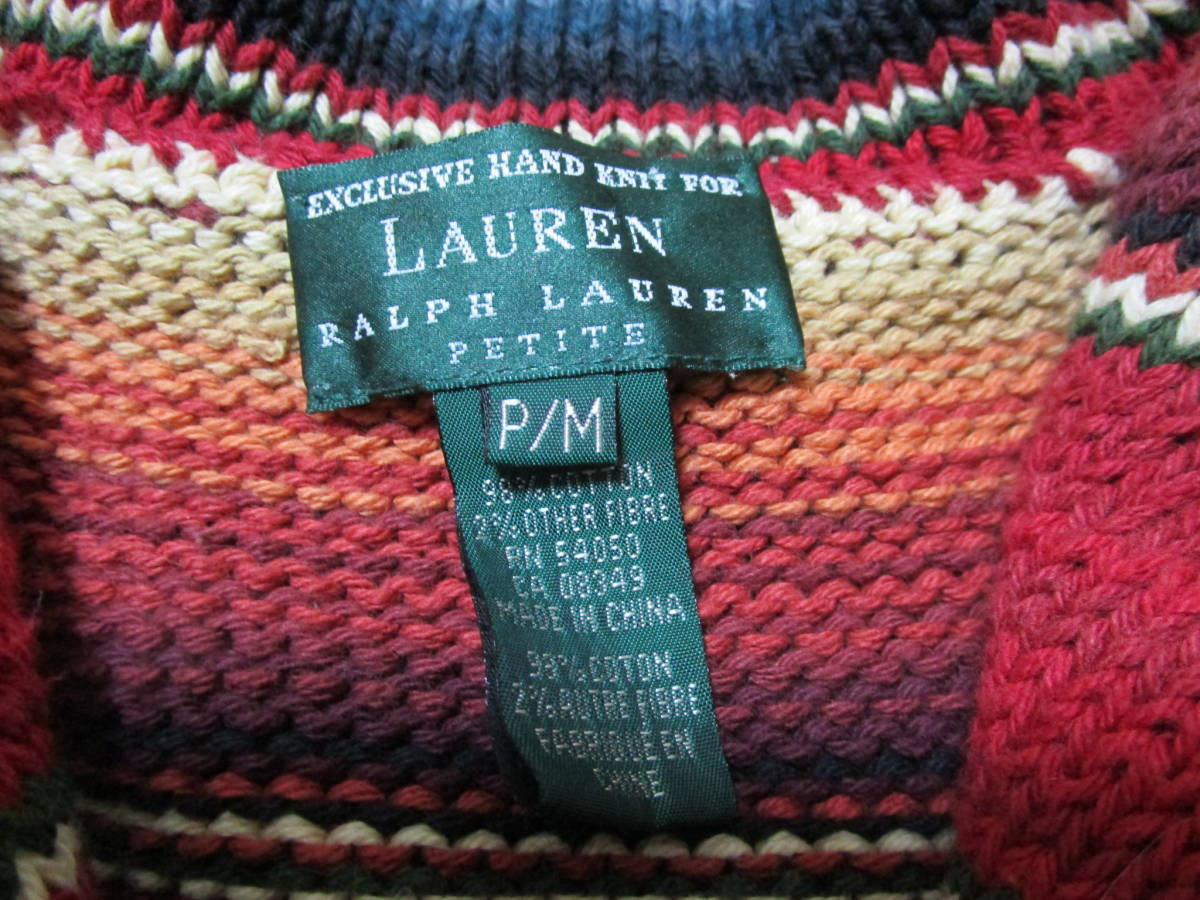 EXCLUSIVE HAND KNIT FOR
LAUREN
RALPH LAUREN
PETITE
P/M
98% COTTON
2% OTHER FIBRE
RN 54050
CA 08349
MADE IN CHINA
98% COTON
2% AUTRE FIBRE
FABRIQUE EN
CHINE